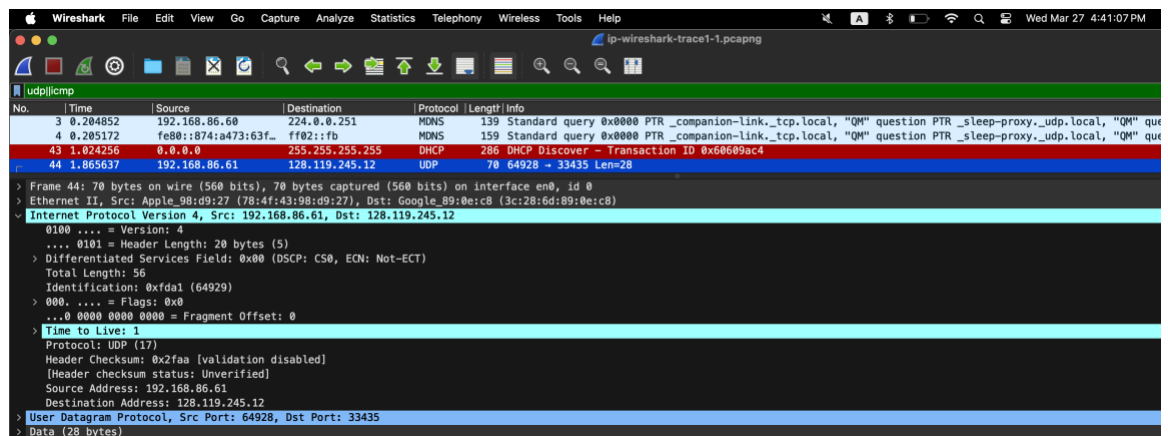 Wireshark File Edit View Go Capture Analyze Statistics Telephony Wireless Tools Help A Wed Mar 27 4:41:07 PM
ip-wireshark-trace1-1.pcapng
udp||icmp
No. Time Source Destination Protocol Length Info
3 0.204852 192.168.86.60 224.0.0.251 MDNS 139 Standard query 0x0000 PTR _companion-link._tcp.local, "QM" question PTR _sleep-proxy._udp.local, "QM" que
4 0.205172 fe80::874:a473:63f… ff02::fb MDNS 159 Standard query 0x0000 PTR _companion-link._tcp.local, "QM" question PTR _sleep-proxy._udp.local, "QM" que
43 1.024256 0.0.0.0 255.255.255.255 DHCP 286 DHCP Discover - Transaction ID 0x60609ac4
44 1.865637 192.168.86.61 128.119.245.12 UDP 70 64928 → 33435 Len=28
Frame 44: 70 bytes on wire (560 bits), 70 bytes captured (560 bits) on interface en0, id 0
Ethernet II, Src: Apple_98:d9:27 (78:4f:43:98:d9:27), Dst: Google_89:0e:c8 (3c:28:6d:89:0e:c8)
Internet Protocol Version 4, Src: 192.168.86.61, Dst: 128.119.245.12
0100 .... = Version: 4
.... 0101 = Header Length: 20 bytes (5)
Differentiated Services Field: 0x00 (DSCP: CS0, ECN: Not-ECT)
Total Length: 56
Identification: 0xfda1 (64929)
000. .... = Flags: 0x0
...0 0000 0000 0000 = Fragment Offset: 0
Time to Live: 1
Protocol: UDP (17)
Header Checksum: 0x2faa [validation disabled]
[Header checksum status: Unverified]
Source Address: 192.168.86.61
Destination Address: 128.119.245.12
User Datagram Protocol, Src Port: 64928, Dst Port: 33435
Data (28 bytes)